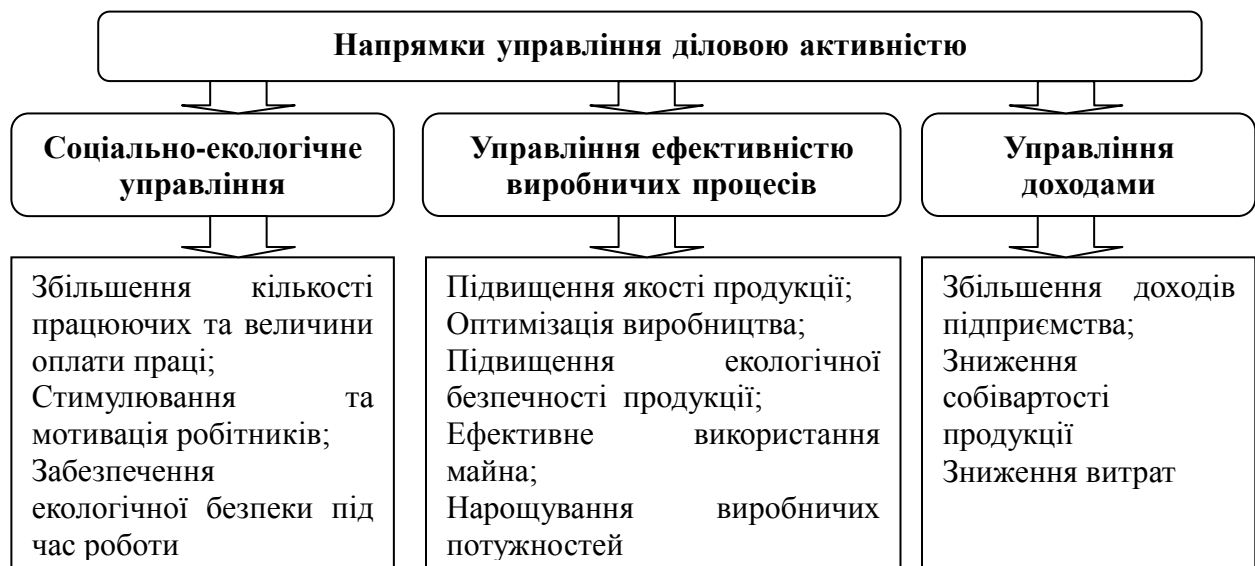 Напрямки управління діловою активністю
Соціально-екологічне
управління
Управління ефективністю
виробничих процесів
Управління
доходами
Збільшення кількості
працюючих та величини
оплати праці;
Стимулювання та
мотивація робітників;
Забезпечення
екологічної безпеки під
час роботи
Підвищення якості продукції;
Оптимізація виробництва;
Підвищення екологічної
безпечності продукції;
Ефективне використання
майна;
Нарощування виробничих
потужностей
Збільшення доходів
підприємства;
Зниження
собівартості
продукції
Зниження витрат